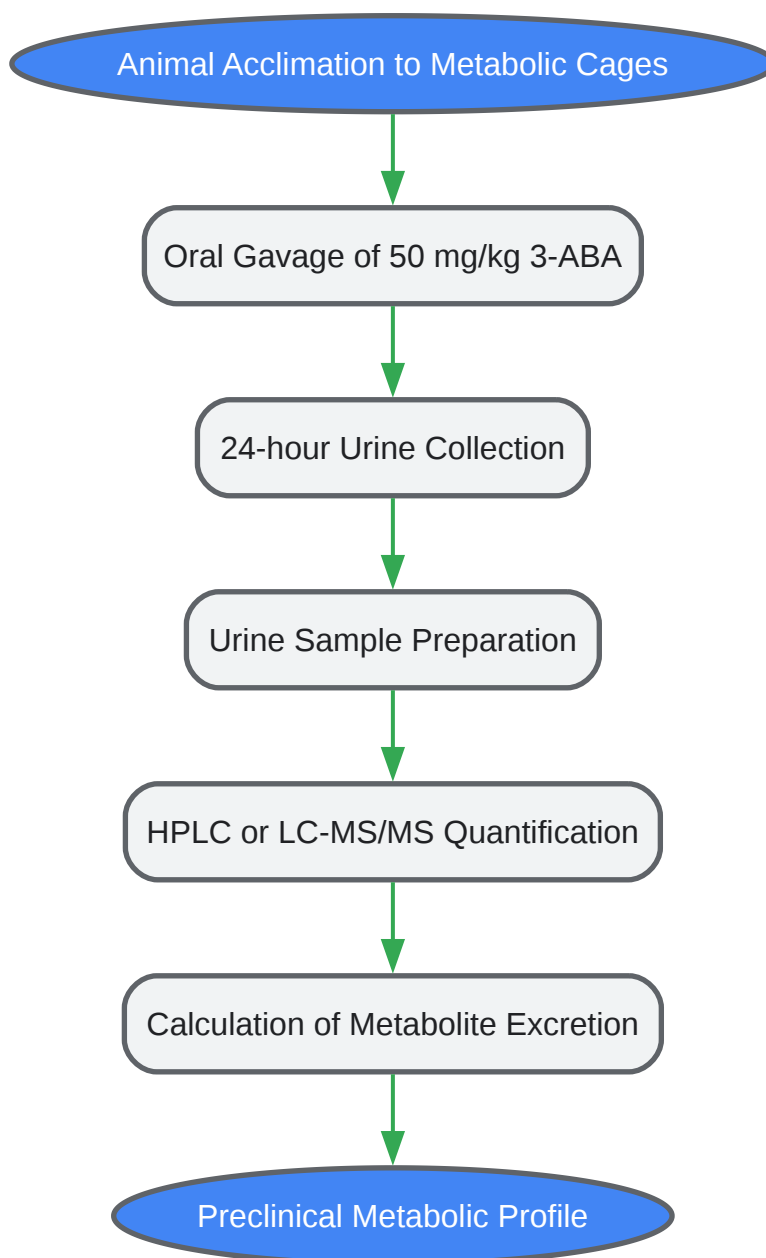 Animal Acclimation to Metabolic Cages
Oral Gavage of 50 mg/kg 3-ABA
24-hour Urine Collection
Urine Sample Preparation
HPLC or LC-MS/MS Quantification
Calculation of Metabolite Excretion
Preclinical Metabolic Profile